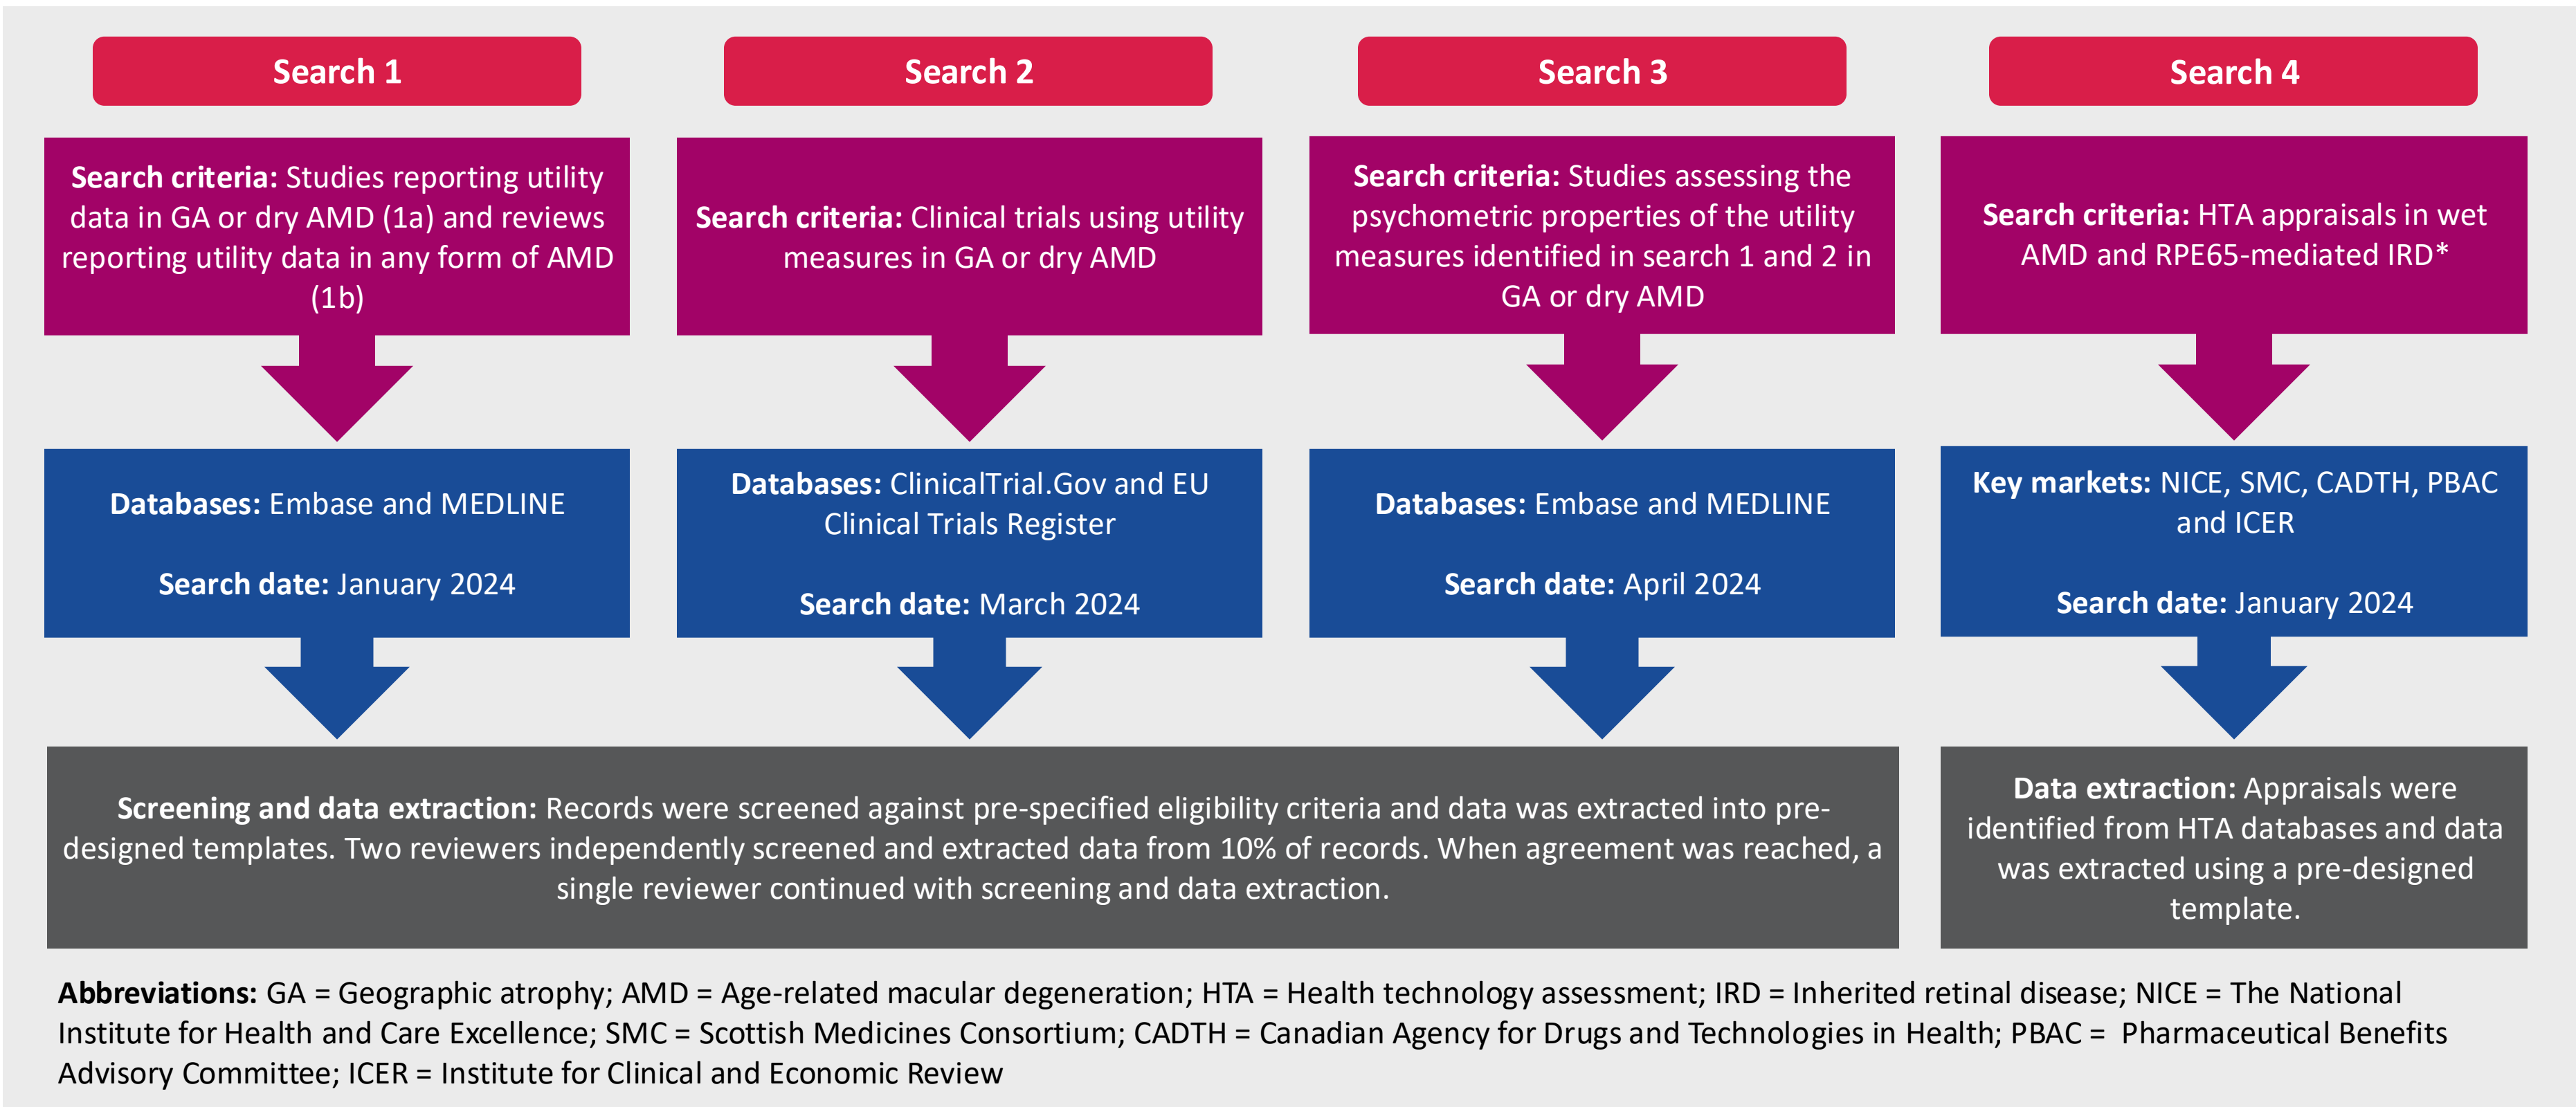 Search 1
Search criteria: Studies reporting utility
data in GA or dry AMD (1a) and reviews
reporting utility data in any form of AMD
(1b)
Databases: Embase and MEDLINE
Search date: January 2024
Search 2
Search criteria: Clinical trials using utility
measures in GA or dry AMD
Databases: ClinicalTrial.Gov and EU
Clinical Trials Register
Search date: March 2024
Search 3
Search criteria: Studies assessing the
psychometric properties of the utility
measures identified in search 1 and 2 in
GA or dry AMD
Databases: Embase and MEDLINE
Search date: April 2024
Search 4
Search criteria: HTA appraisals in wet
AMD and RPE65-mediated IRD*
Key markets: NICE, SMC, CADTH, PBAC
and ICER
Search date: January 2024
Screening and data extraction: Records were screened against pre-specified eligibility criteria and data was extracted into pre-
designed templates. Two reviewers independently screened and extracted data from 10% of records. When agreement was reached, a
single reviewer continued with screening and data extraction.
Data extraction: Appraisals were
identified from HTA databases and data
was extracted using a pre-designed
template.
Abbreviations: GA = Geographic atrophy; AMD = Age-related macular degeneration; HTA = Health technology assessment; IRD = Inherited retinal disease; NICE = The National
Institute for Health and Care Excellence; SMC = Scottish Medicines Consortium; CADTH = Canadian Agency for Drugs and Technologies in Health; PBAC = Pharmaceutical Benefits
Advisory Committee; ICER = Institute for Clinical and Economic Review